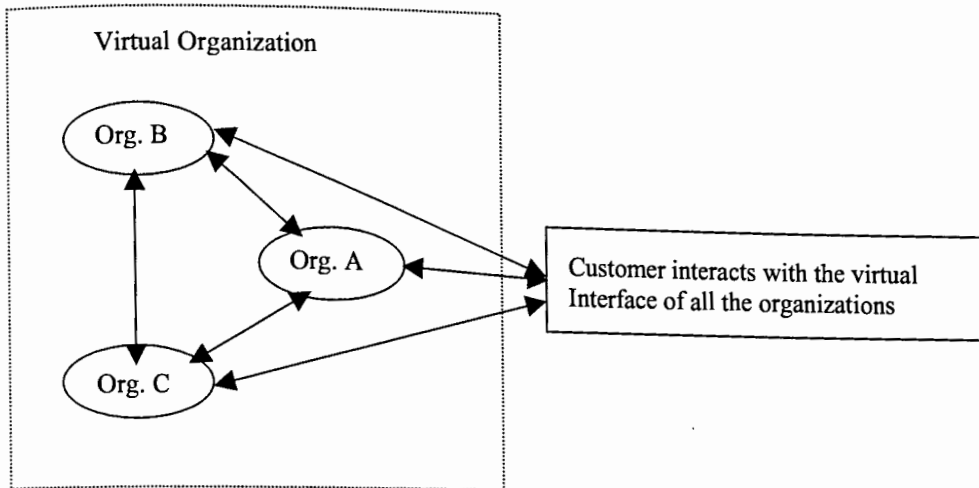 Virtual Organization
Org. B
Org. A
Customer interacts with the virtual
Interface of all the organizations
Org. C